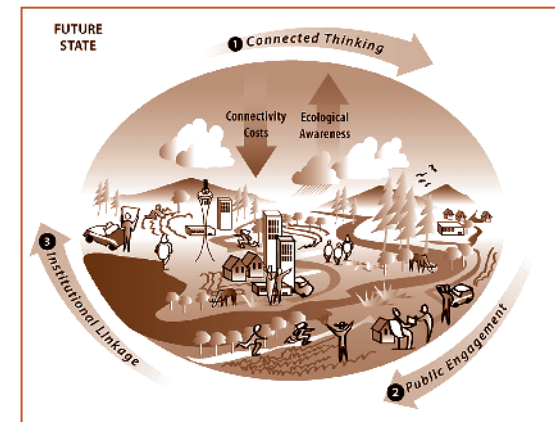 FUTURE
STATE
1 Connected Thinking
Connectivity
Costs
Ecological
Awareness
3 Institutional Linkage
2 Public Engagement